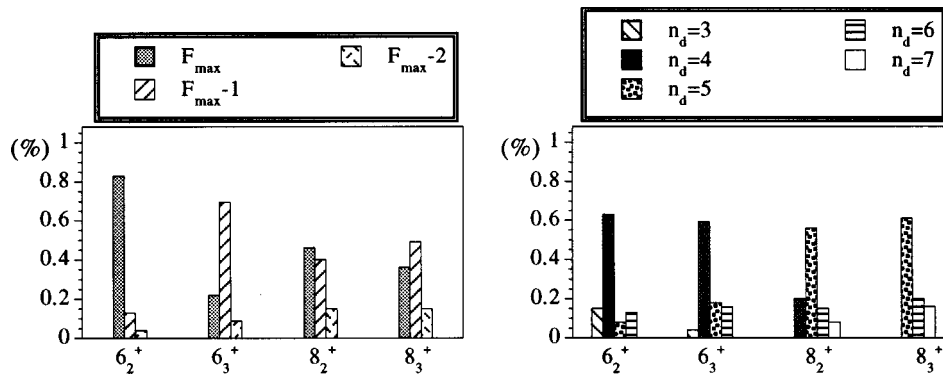 F_max F_max-2
F_max-1
(%)
1
0.8
0.6
0.4
0.2
0
6_2^+ 6_3^+ 8_2^+ 8_3^+
n_d=3 n_d=6
n_d=4 n_d=7
n_d=5
(%)
1
0.8
0.6
0.4
0.2
0
6_2^+ 6_3^+ 8_2^+ 8_3^+